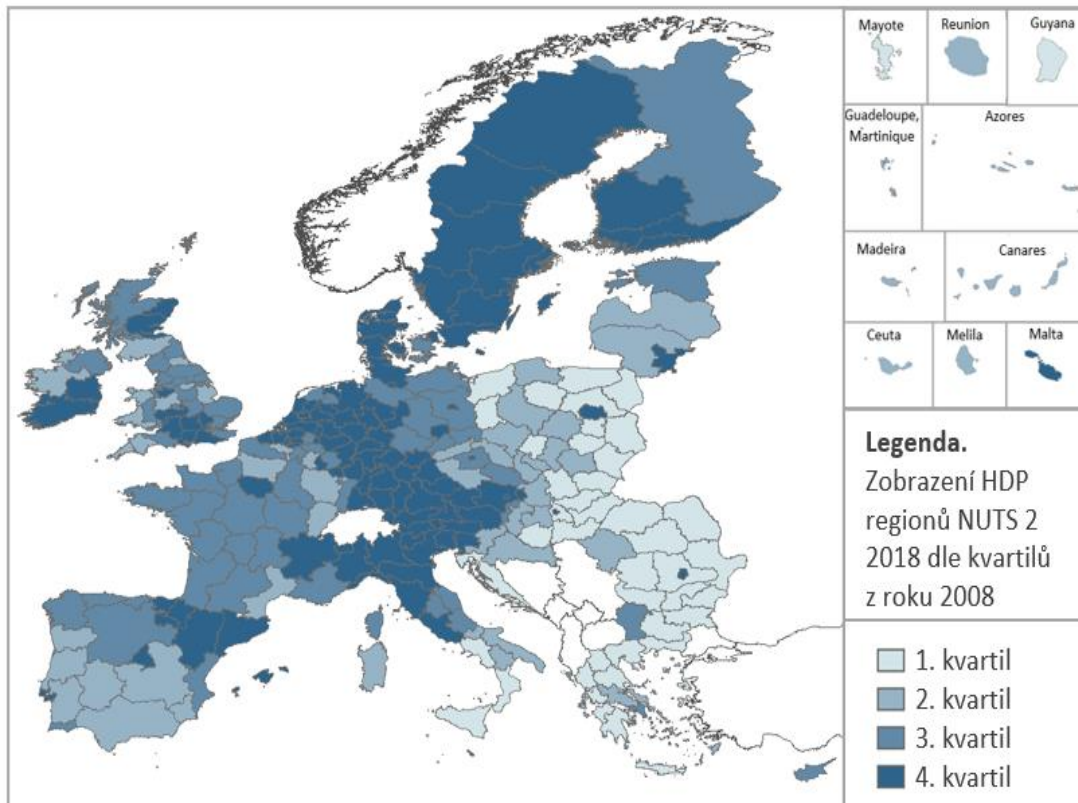 Mayote
Reunion
Guyana
Guadeloupe,
Martinique
Azores
Madeira
Canares
Ceuta
Melila
Malta
Legenda.
Zobrazení HDP
regionů NUTS 2
2018 dle kvartilů
z roku 2008
1. kvartil
2. kvartil
3. kvartil
4. kvartil